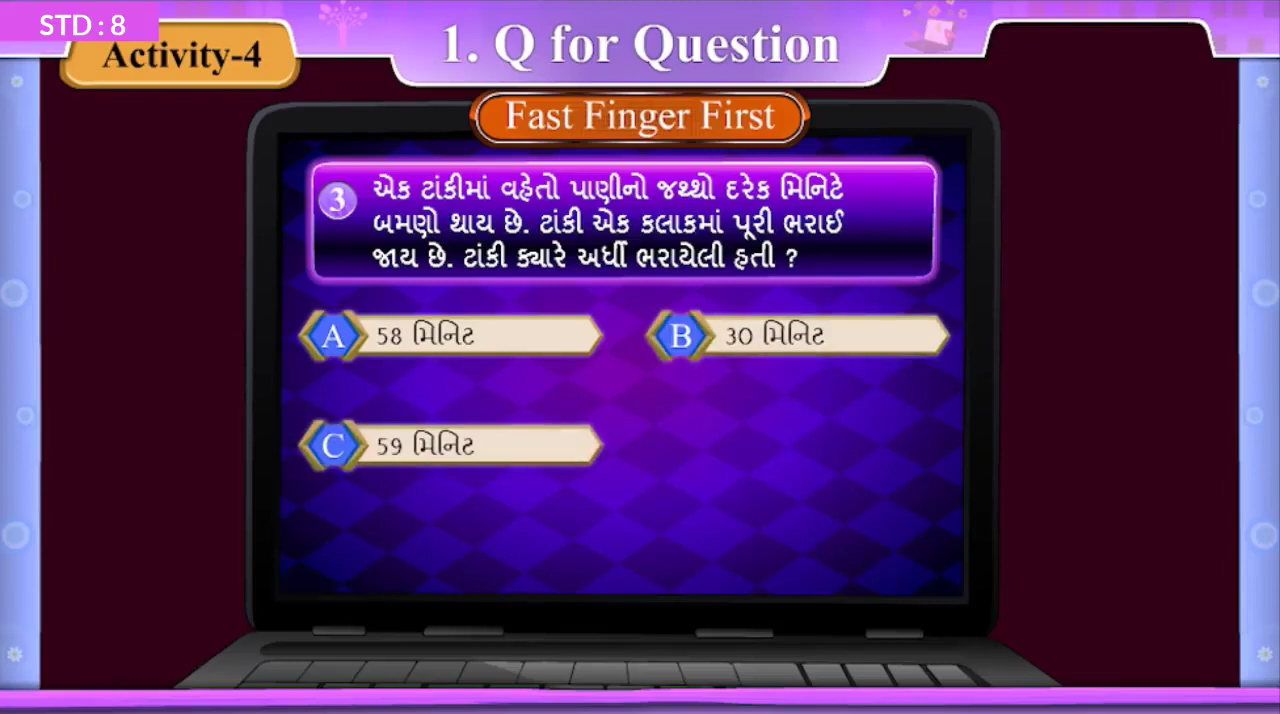 STD : 8
Activity-4
1. Q for Question
Fast Finger First
3 એક ટાંકીમાં વહેતો પાણીનો જથ્થો દરેક મિનિટે
બમણો થાય છે. ટાંકી એક કલાકમાં પૂરી ભરાઈ
જાય છે. ટાંકી ક્યારે અર્ધી ભરાયેલી હતી ?
A 58 મિનિટ
B 30 મિનિટ
C 59 મિનિટ